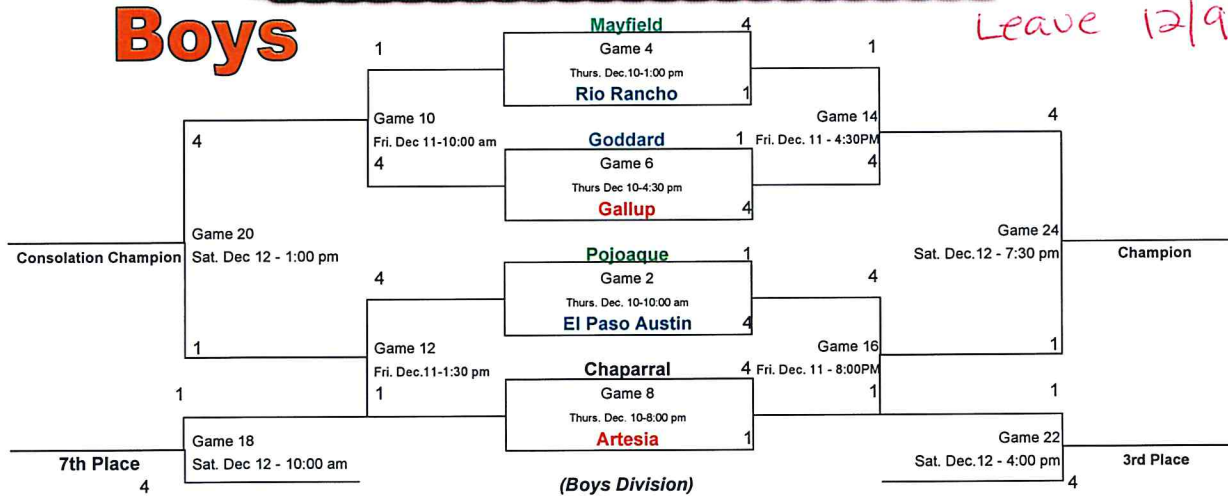 Boys
Leave 12/9
Mayfield 4
Game 4
Thurs. Dec.10-1:00 pm
Rio Rancho 1
1
1
Game 10
Fri. Dec 11-10:00 am
4
Goddard 1
Game 6
Thurs Dec 10-4:30 pm
Gallup 4
Game 14
Fri. Dec. 11 - 4:30PM
4
4
4
Game 20
Sat. Dec 12 - 1:00 pm
Consolation Champion
Game 24
Sat. Dec.12 - 7:30 pm
Champion
Pojoaque 1
Game 2
Thurs. Dec. 10-10:00 am
El Paso Austin 4
4
4
1
Game 12
Fri. Dec.11-1:30 pm
1
Chaparral 4
Game 8
Thurs. Dec. 10-8:00 pm
Artesia 1
Game 16
Fri. Dec. 11 - 8:00PM
1
1
1
Game 18
Sat. Dec 12 - 10:00 am
7th Place
4
1
Game 22
Sat. Dec.12 - 4:00 pm
3rd Place
4
(Boys Division)